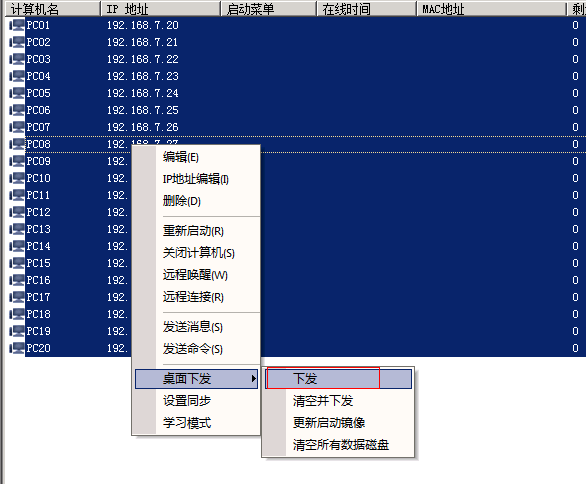 计算机名 IP 地址 启动菜单 在线时间 MAC地址
PC01 192.168.7.20 0
PC02 192.168.7.21 0
PC03 192.168.7.22 0
PC04 192.168.7.23 0
PC05 192.168.7.24 0
PC06 192.168.7.25 0
PC07 192.168.7.26 0
PC08 192.168.7.27 0
PC09 192. 0
PC10 192. 0
PC11 192. 0
PC12 192. 0
PC13 192. 0
PC14 192. 0
PC15 192. 0
PC16 192. 0
PC17 192. 0
PC18 192. 0
PC19 192. 0
PC20 192. 0
编辑(E)
IP地址编辑(I)
删除(D)
重新启动(R)
关闭计算机(S)
远程唤醒(W)
远程连接(R)
发送消息(S)
发送命令(S)
桌面下发
设置同步
学习模式
下发
清空并下发
更新启动镜像
清空所有数据磁盘